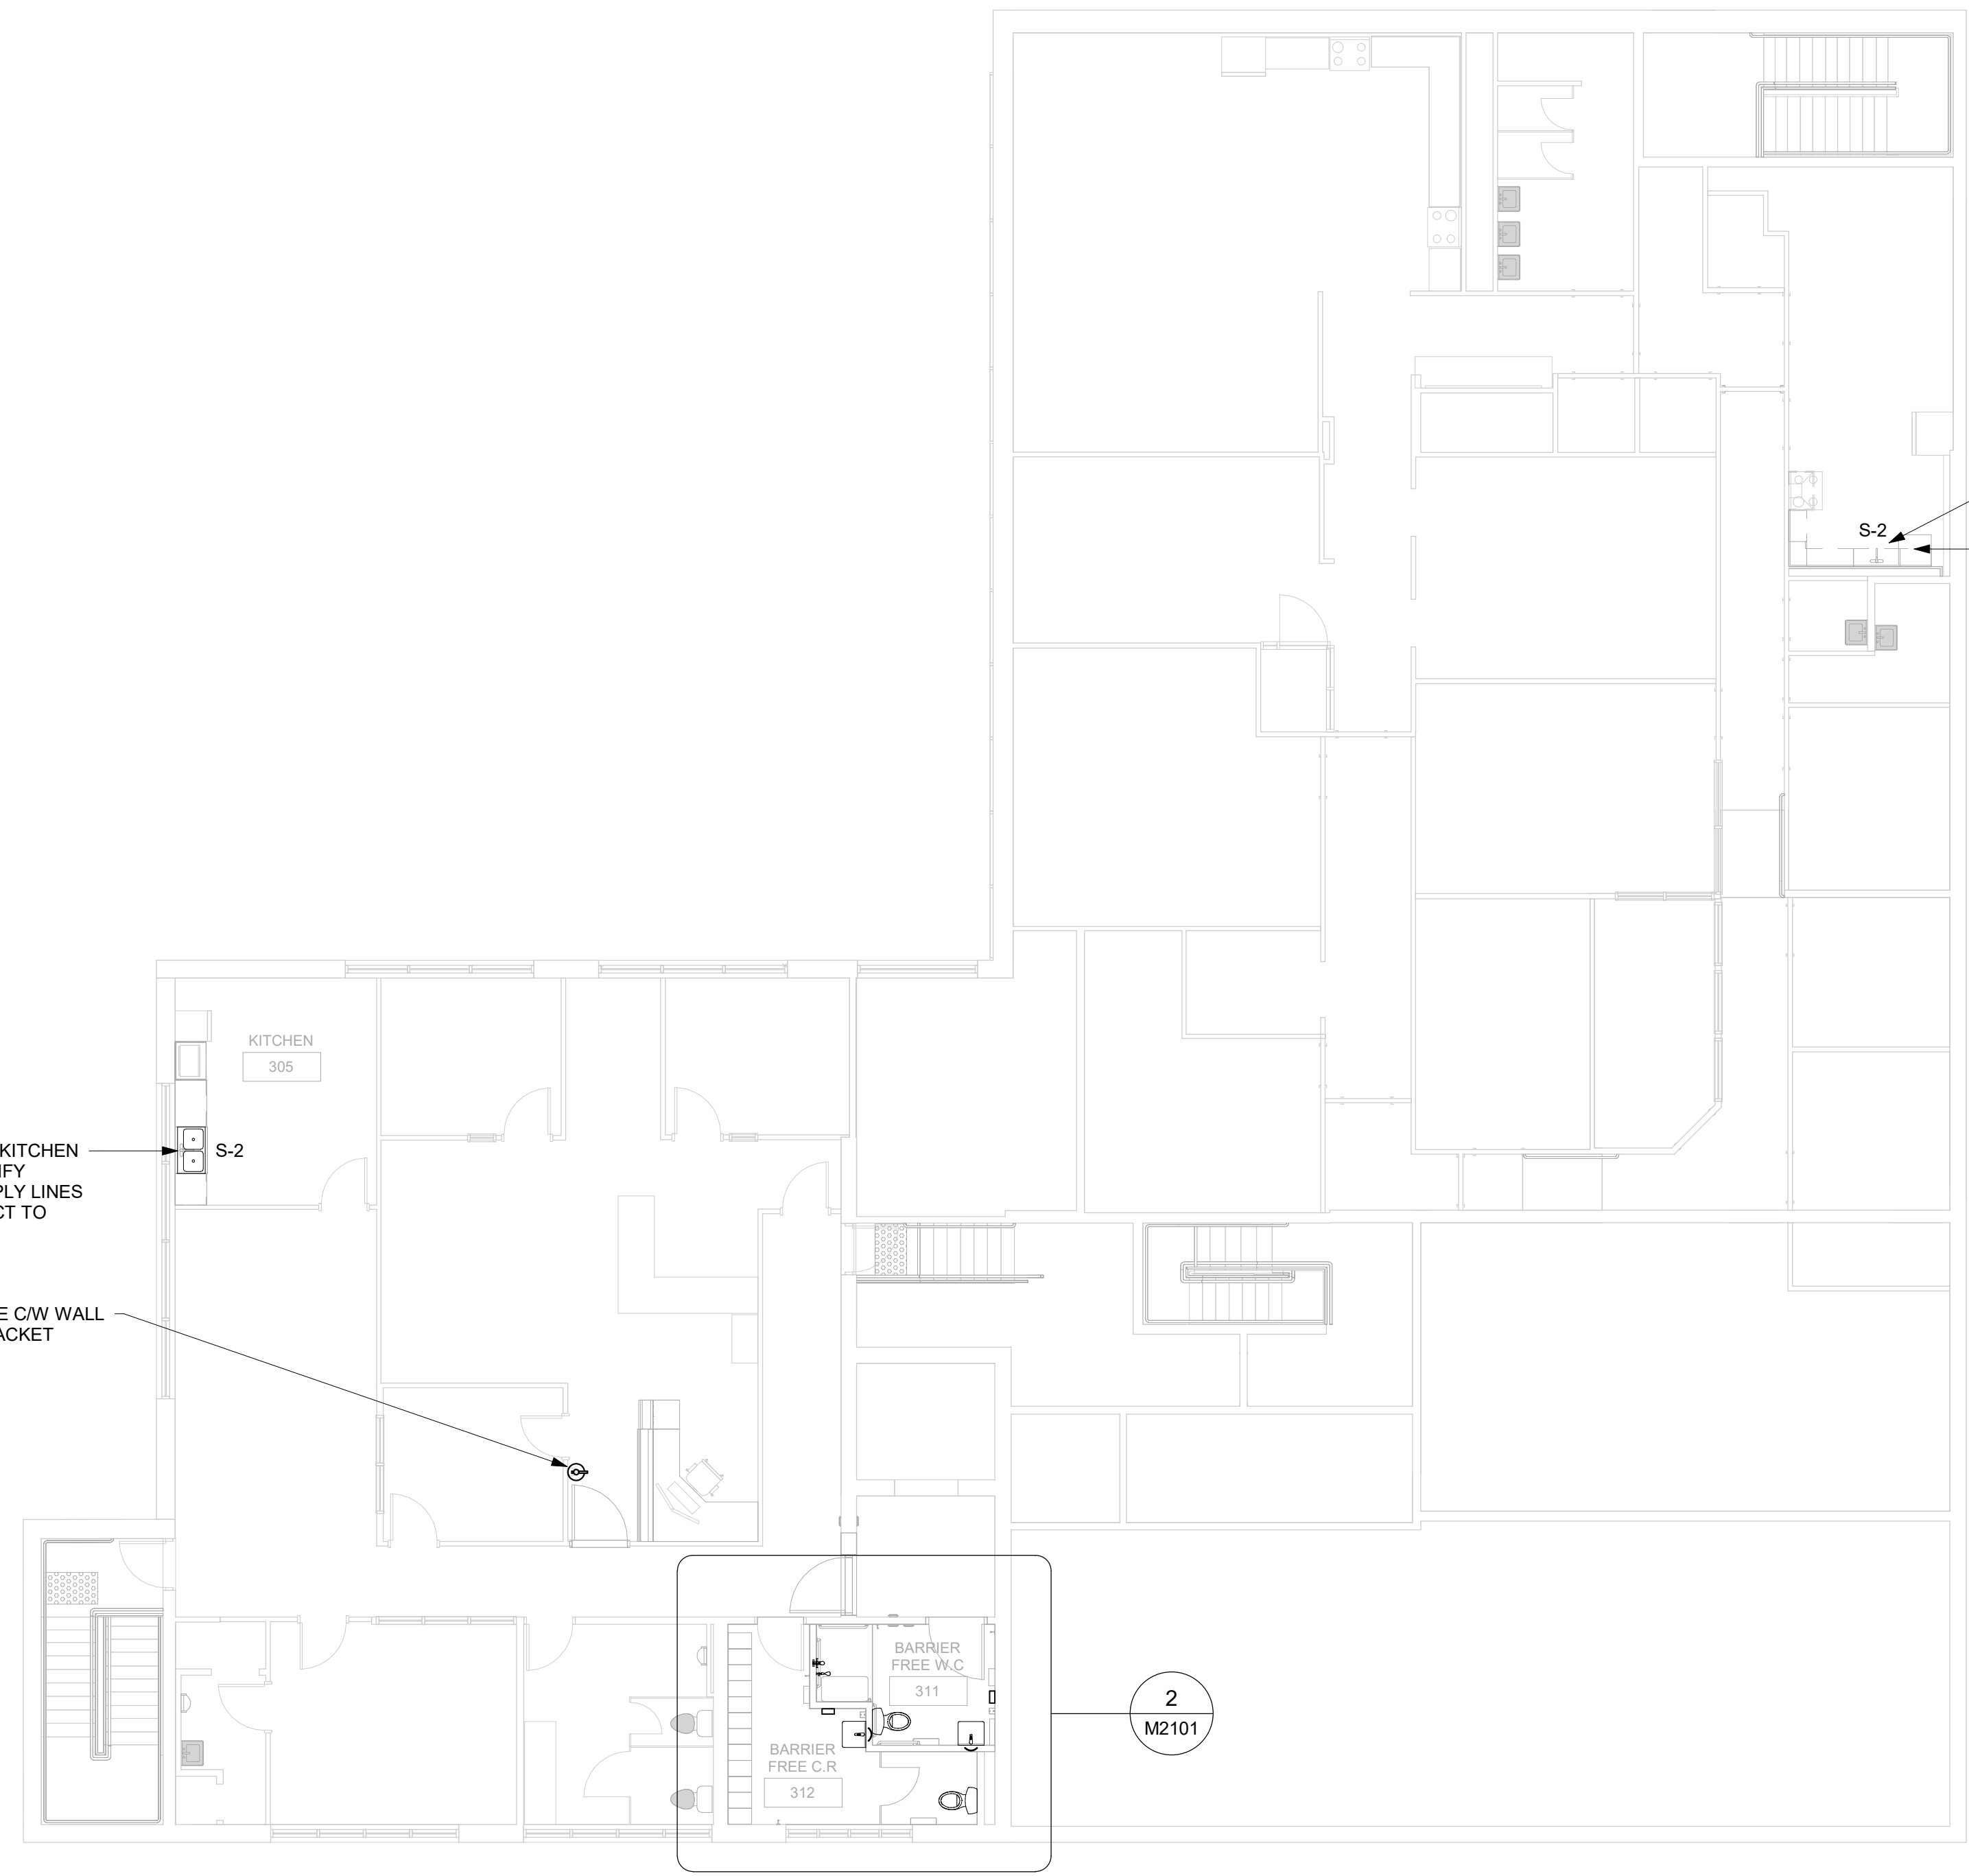 S-2
KITCHEN
305
KITCHEN
S-2
PLY LINES
CT TO
E C/W WALL
ACKET
BARRIER
FREE W.C
311
BARRIER
FREE C.R
312
2
M2101